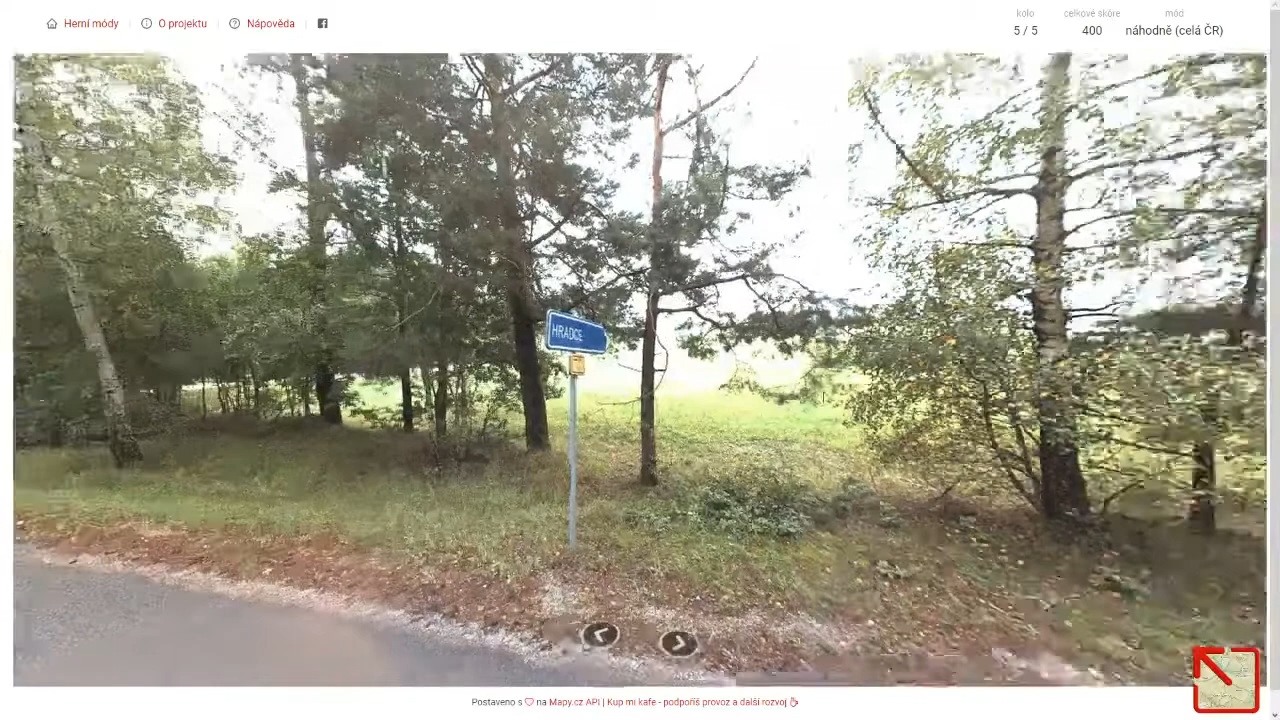 Herní módy
O projektu
Nápověda
kolo
celkové skóre
mód
5 / 5
400
náhodně (celá ČR)
HRADCE
Postaveno s na Mapy.cz API | Kup mi kafe - podpoříš provoz a další rozvoj